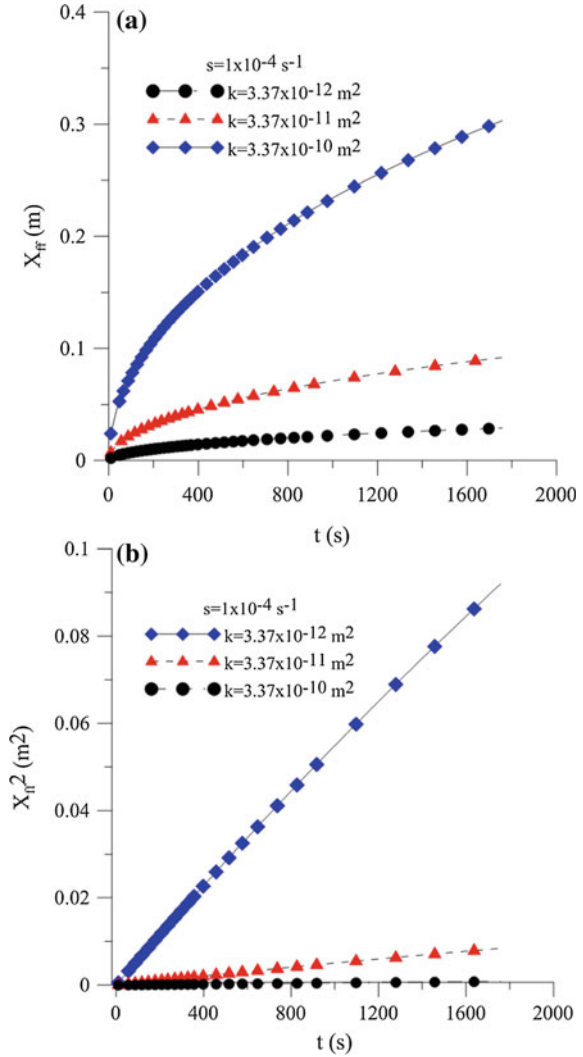 (a)
s=1x10⁻⁴ s⁻¹
k=3.37x10⁻¹² m²
k=3.37x10⁻¹¹ m²
k=3.37x10⁻¹⁰ m²
0.4
0.3
0.2
0.1
0
X_ff (m)
0 400 800 1200 1600 2000
t (s)
(b)
s=1x10⁻⁴ s⁻¹
k=3.37x10⁻¹² m²
k=3.37x10⁻¹¹ m²
k=3.37x10⁻¹⁰ m²
0.1
0.08
0.06
0.04
0.02
0
X_ff² (m²)
0 400 800 1200 1600 2000
t (s)